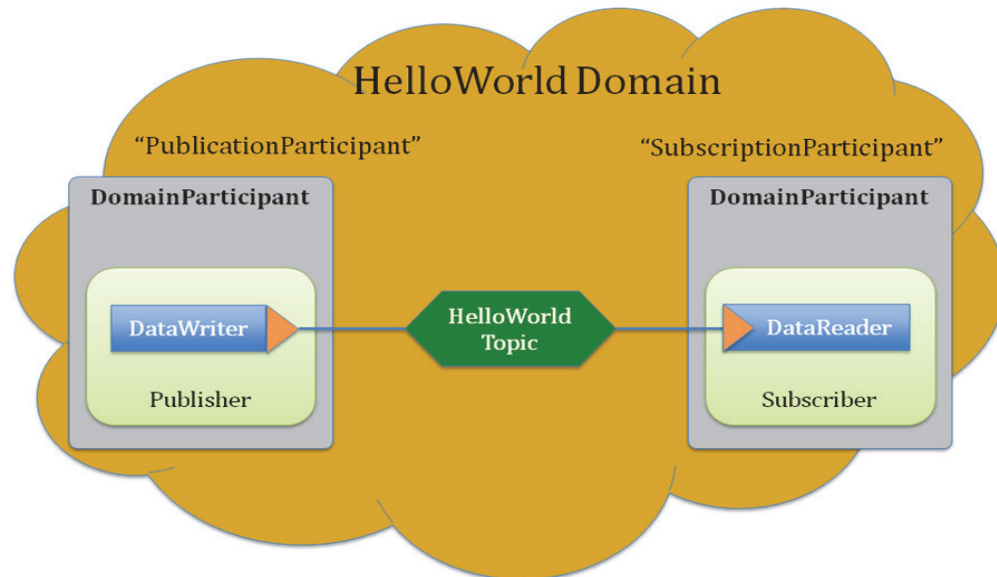 HelloWorld Domain
“PublicationParticipant”
“SubscriptionParticipant”
DomainParticipant
DomainParticipant
DataWriter
HelloWorld
Topic
DataReader
Publisher
Subscriber